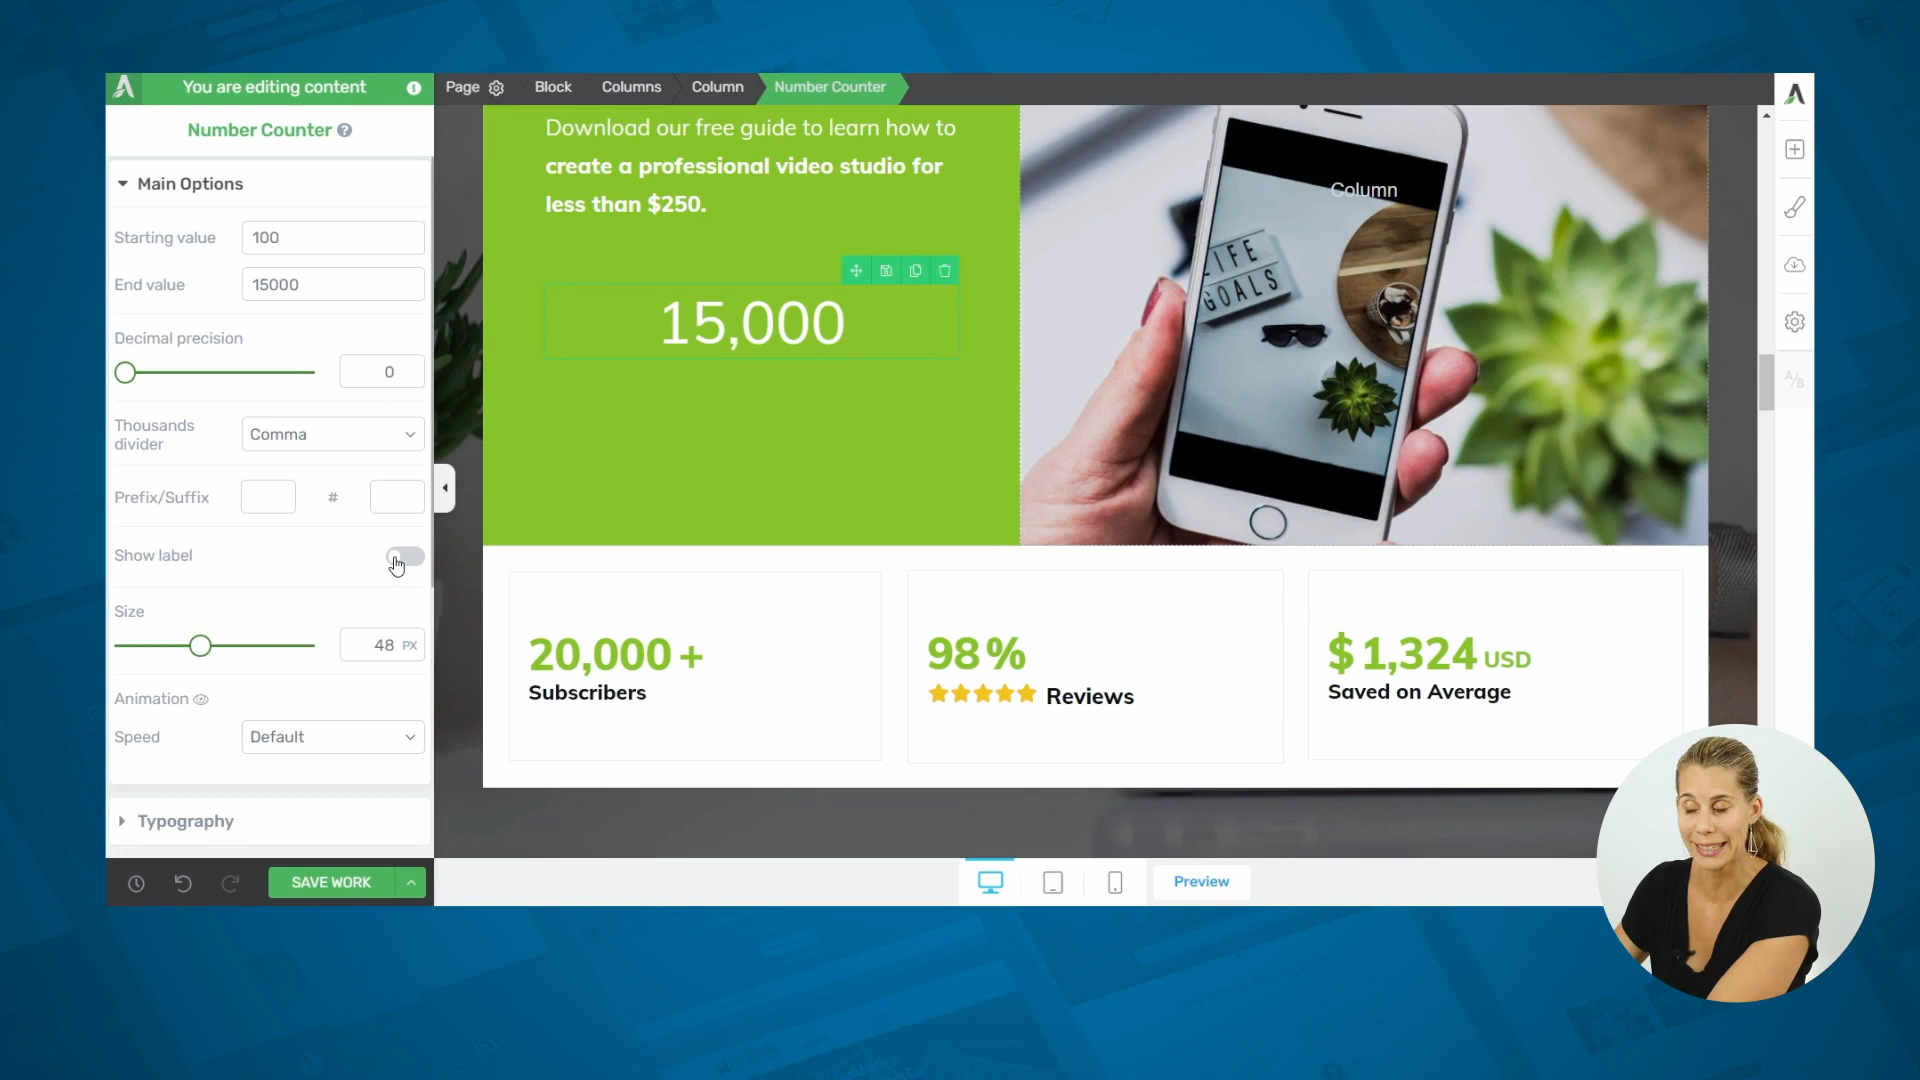 You are editing content
Page
Block
Columns
Column
Number Counter
Number Counter
Main Options
Starting value
100
End value
15000
Decimal precision
0
Thousands
divider
Comma
Prefix/Suffix
#
Show label
Size
48 PX
Animation
Speed
Default
Typography
SAVE WORK
Download our free guide to learn how to
create a professional video studio for
less than $250.
15,000
Column
LIFE
GOALS
20,000 +
Subscribers
98 %
Reviews
$ 1,324 USD
Saved on Average
A/B
Preview